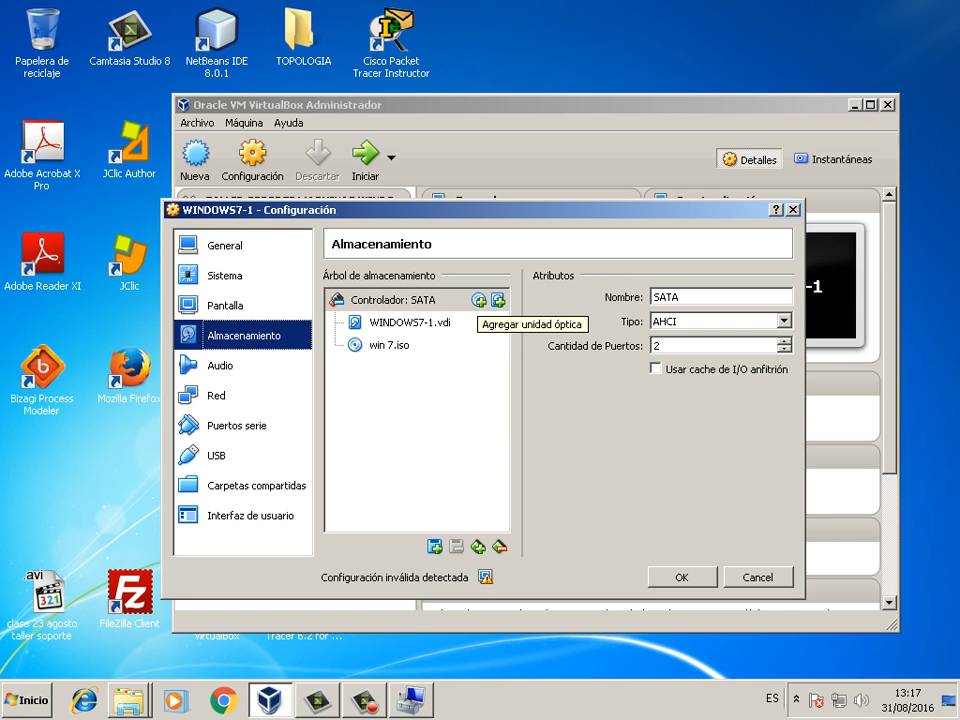 Papelera de
reciclaje
Camtasia Studio 8
NetBeans IDE
8.0.1
TOPOLOGIA
Cisco Packet
Tracer Instructor
Adobe Acrobat X
Pro
JClic Author
Adobe Reader XI
JClic
Bizagi Process
Modeler
Mozilla Firefox
.avi
321
clase 23 agosto
taller soporte
FileZilla Client
VirtualBox
Tracer 6.2 for ...
Oracle VM VirtualBox Administrador
Archivo Máquina Ayuda
Nueva Configuración Descartar Iniciar
Detalles Instantáneas
-1
WINDOWS7-1 - Configuración
General
Sistema
Pantalla
Almacenamiento
Audio
Red
Puertos serie
USB
Carpetas compartidas
Interfaz de usuario
Almacenamiento
Árbol de almacenamiento
Controlador: SATA
WINDOWS7-1.vdi
win 7.iso
Agregar unidad óptica
Atributos
Nombre: SATA
Tipo: AHCI
Cantidad de Puertos: 2
Usar cache de I/O anfitrión
Configuración inválida detectada
OK Cancel
Inicio
ES
13:17
31/08/2016